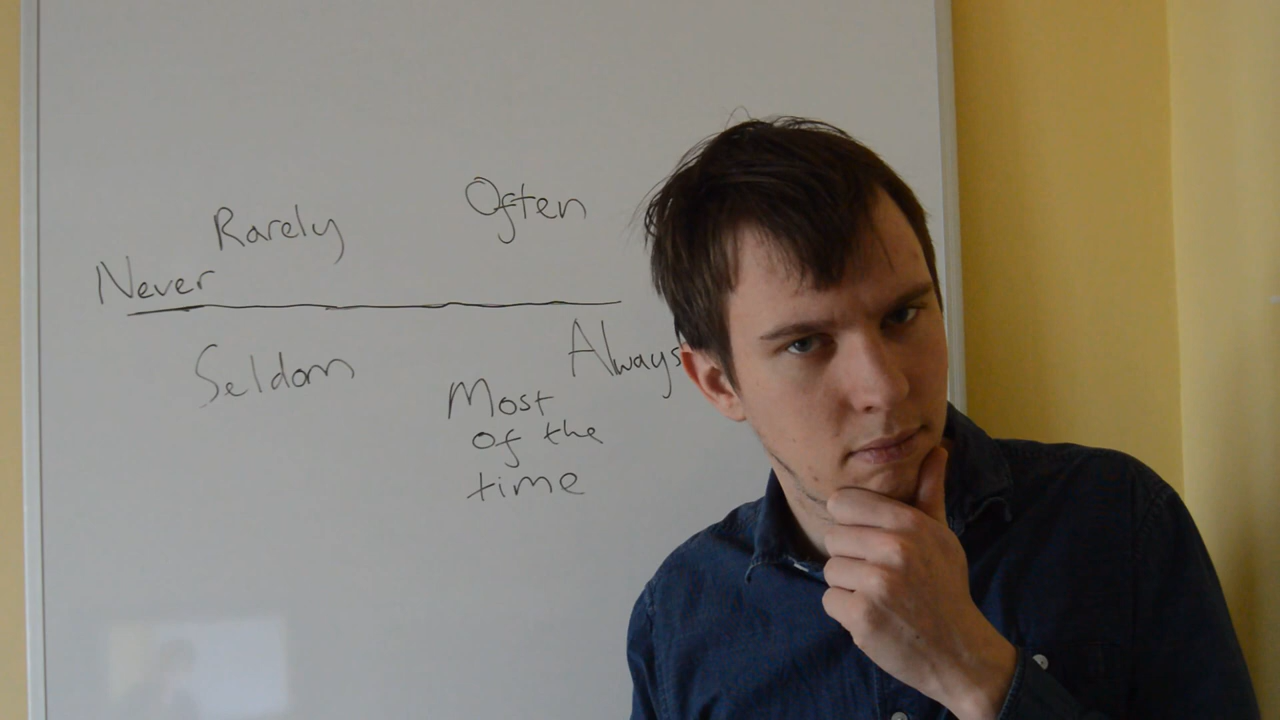 Rarely
Often
Never
Seldom
Always
Most
of the
time